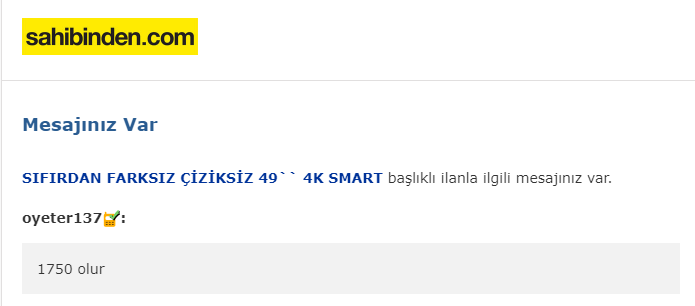 sahibinden.com
Mesajınız Var
SIFIRDAN FARKSIZ ÇİZİKSİZ 49`` 4K SMART başlıklı ilanla ilgili mesajınız var.
oyeter137:
1750 olur